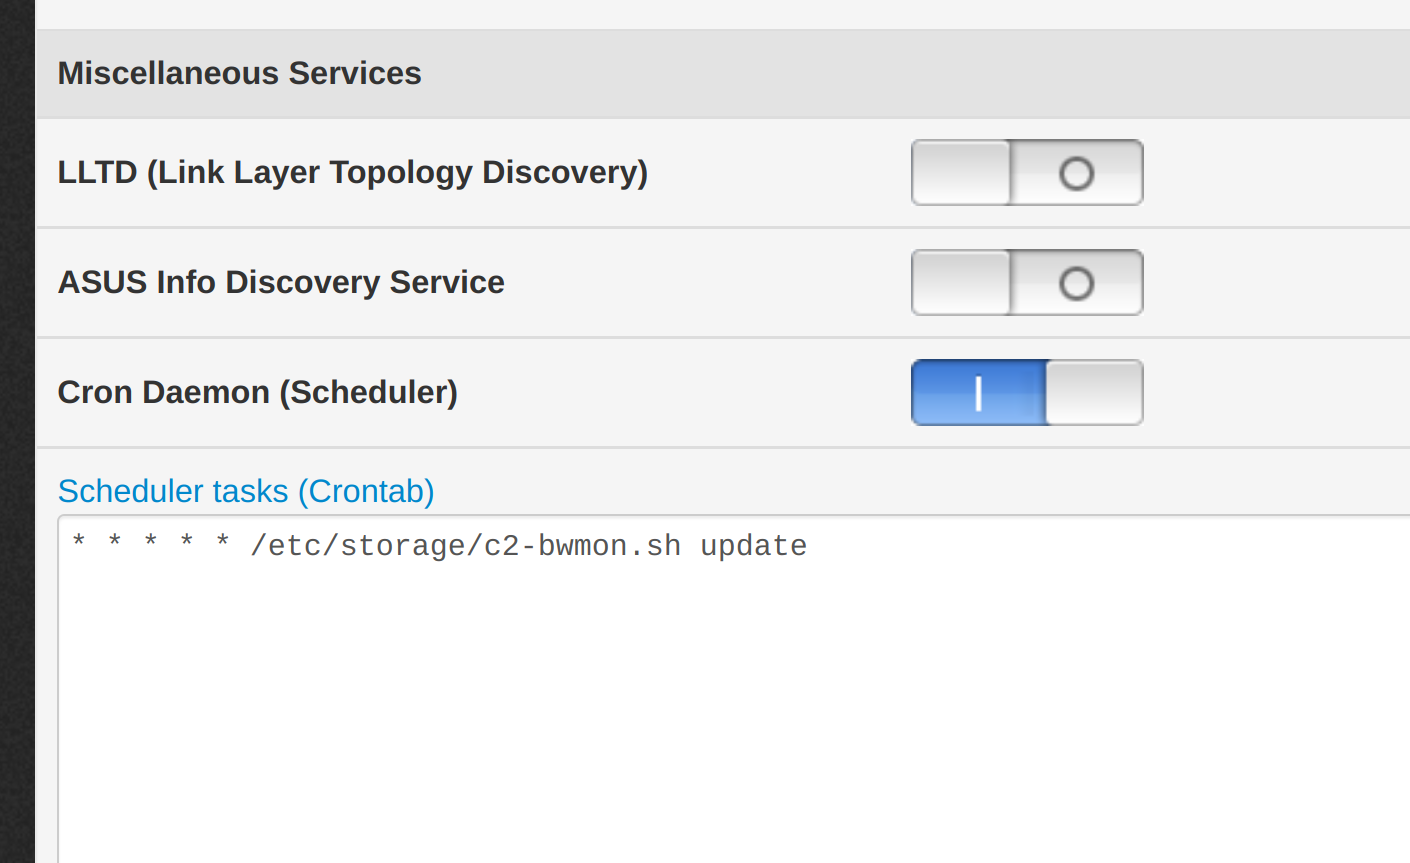 Miscellaneous Services
LLTD (Link Layer Topology Discovery)
ASUS Info Discovery Service
Cron Daemon (Scheduler)
Scheduler tasks (Crontab)
* * * * * /etc/storage/c2-bwmon.sh update